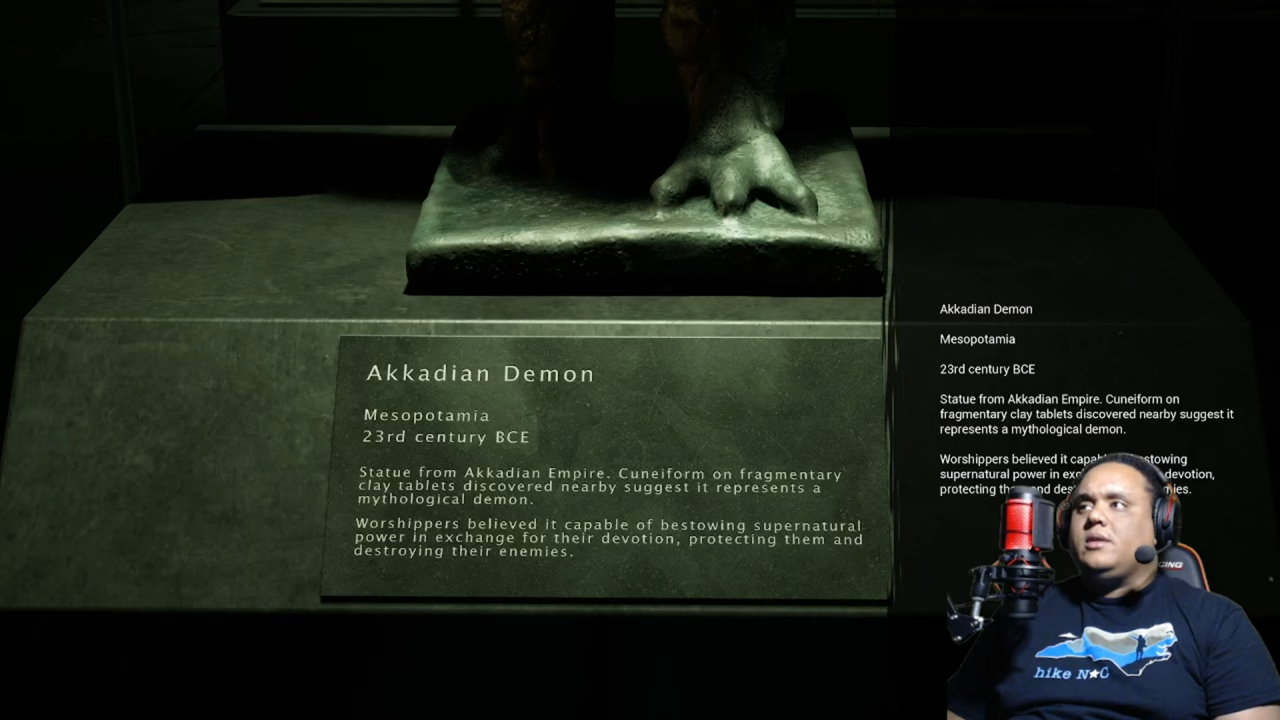 Akkadian Demon
Mesopotamia
23rd century BCE
Statue from Akkadian Empire. Cuneiform on fragmentary
clay tablets discovered nearby suggest it represents a
mythological demon.
Worshippers believed it capable of bestowing supernatural
power in exchange for their devotion, protecting them and
destroying their enemies.
Akkadian Demon
Mesopotamia
23rd century BCE
Statue from Akkadian Empire. Cuneiform on
fragmentary clay tablets discovered nearby suggest it
represents a mythological demon.
Worshippers believed it
supernatural power in devotion,
protecting
hike NC